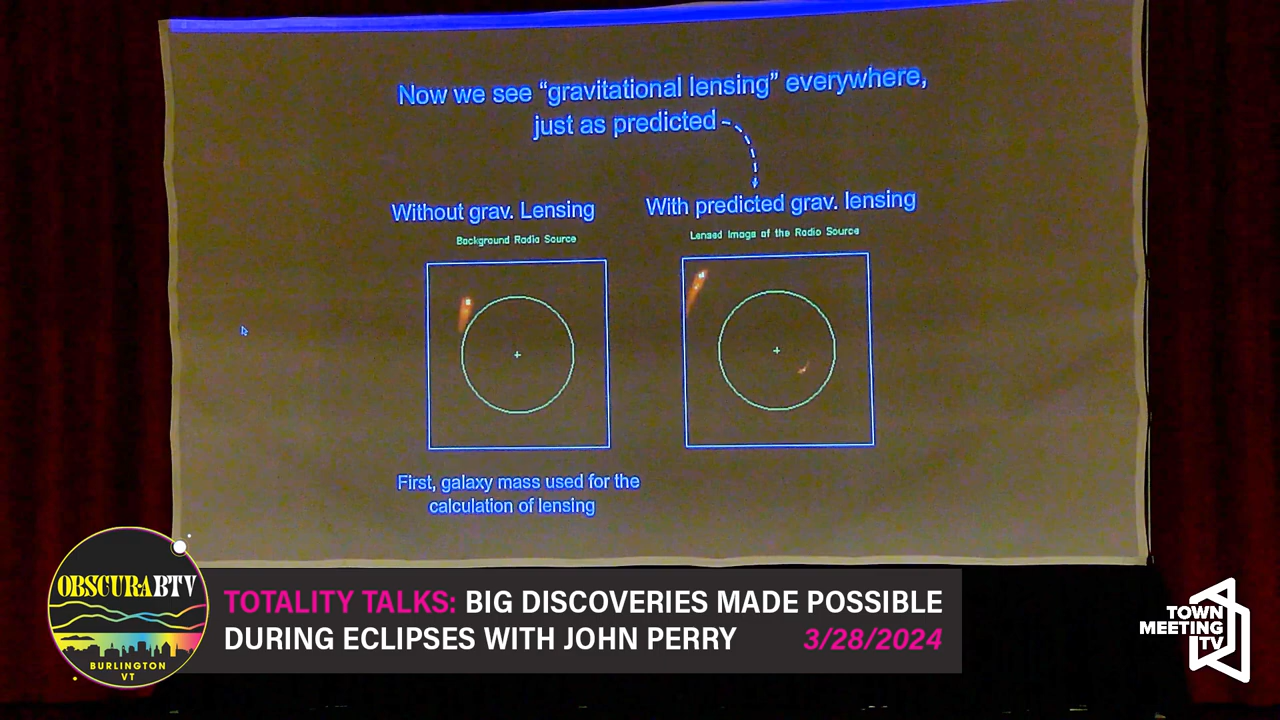 Now we see “gravitational lensing” everywhere,
just as predicted
Without grav. Lensing
With predicted grav. lensing
Background Radio Source
Lensed Image of the Radio Source
First, galaxy mass used for the
calculation of lensing
OBSCURABTV
BURLINGTON
VT
TOTALITY TALKS: BIG DISCOVERIES MADE POSSIBLE
DURING ECLIPSES WITH JOHN PERRY 3/28/2024
TOWN
MEETING
TV